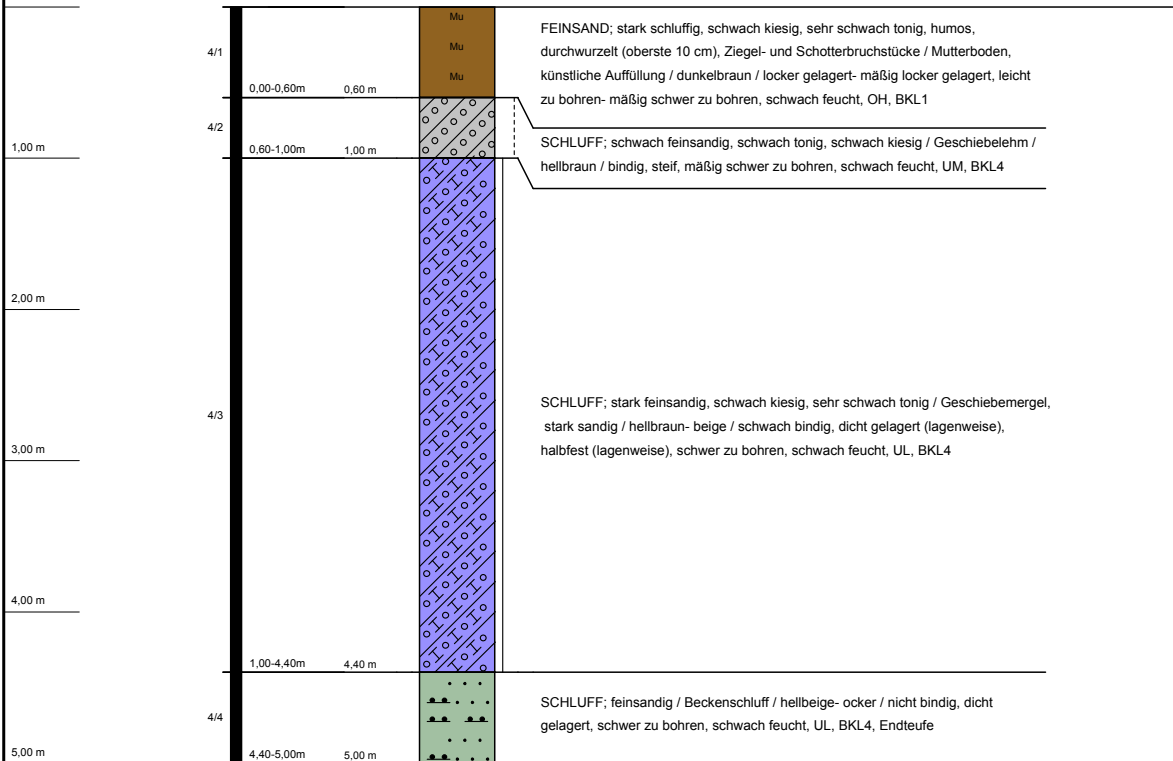 Mu
FEINSAND; stark schluffig, schwach kiesig, sehr schwach tonig, humos,
4/1
Mu
durchwurzelt (oberste 10 cm), Ziegel- und Schotterbruchstücke / Mutterboden,
Mu
künstliche Auffüllung / dunkelbraun / locker gelagert- mäßig locker gelagert, leicht
0,00-0,60m 0,60 m
zu bohren- mäßig schwer zu bohren, schwach feucht, OH, BKL1
4/2
SCHLUFF; schwach feinsandig, schwach tonig, schwach kiesig / Geschiebelehm /
1,00 m
0,60-1,00m 1,00 m
hellbraun / bindig, steif, mäßig schwer zu bohren, schwach feucht, UM, BKL4
2,00 m
4/3
SCHLUFF; stark feinsandig, schwach kiesig, sehr schwach tonig / Geschiebemergel,
stark sandig / hellbraun- beige / schwach bindig, dicht gelagert (lagenweise),
3,00 m
halbfest (lagenweise), schwer zu bohren, schwach feucht, UL, BKL4
4,00 m
1,00-4,40m 4,40 m
SCHLUFF; feinsandig / Beckenschluff / hellbeige- ocker / nicht bindig, dicht
4/4
gelagert, schwer zu bohren, schwach feucht, UL, BKL4, Endteufe
5,00 m
4,40-5,00m 5,00 m